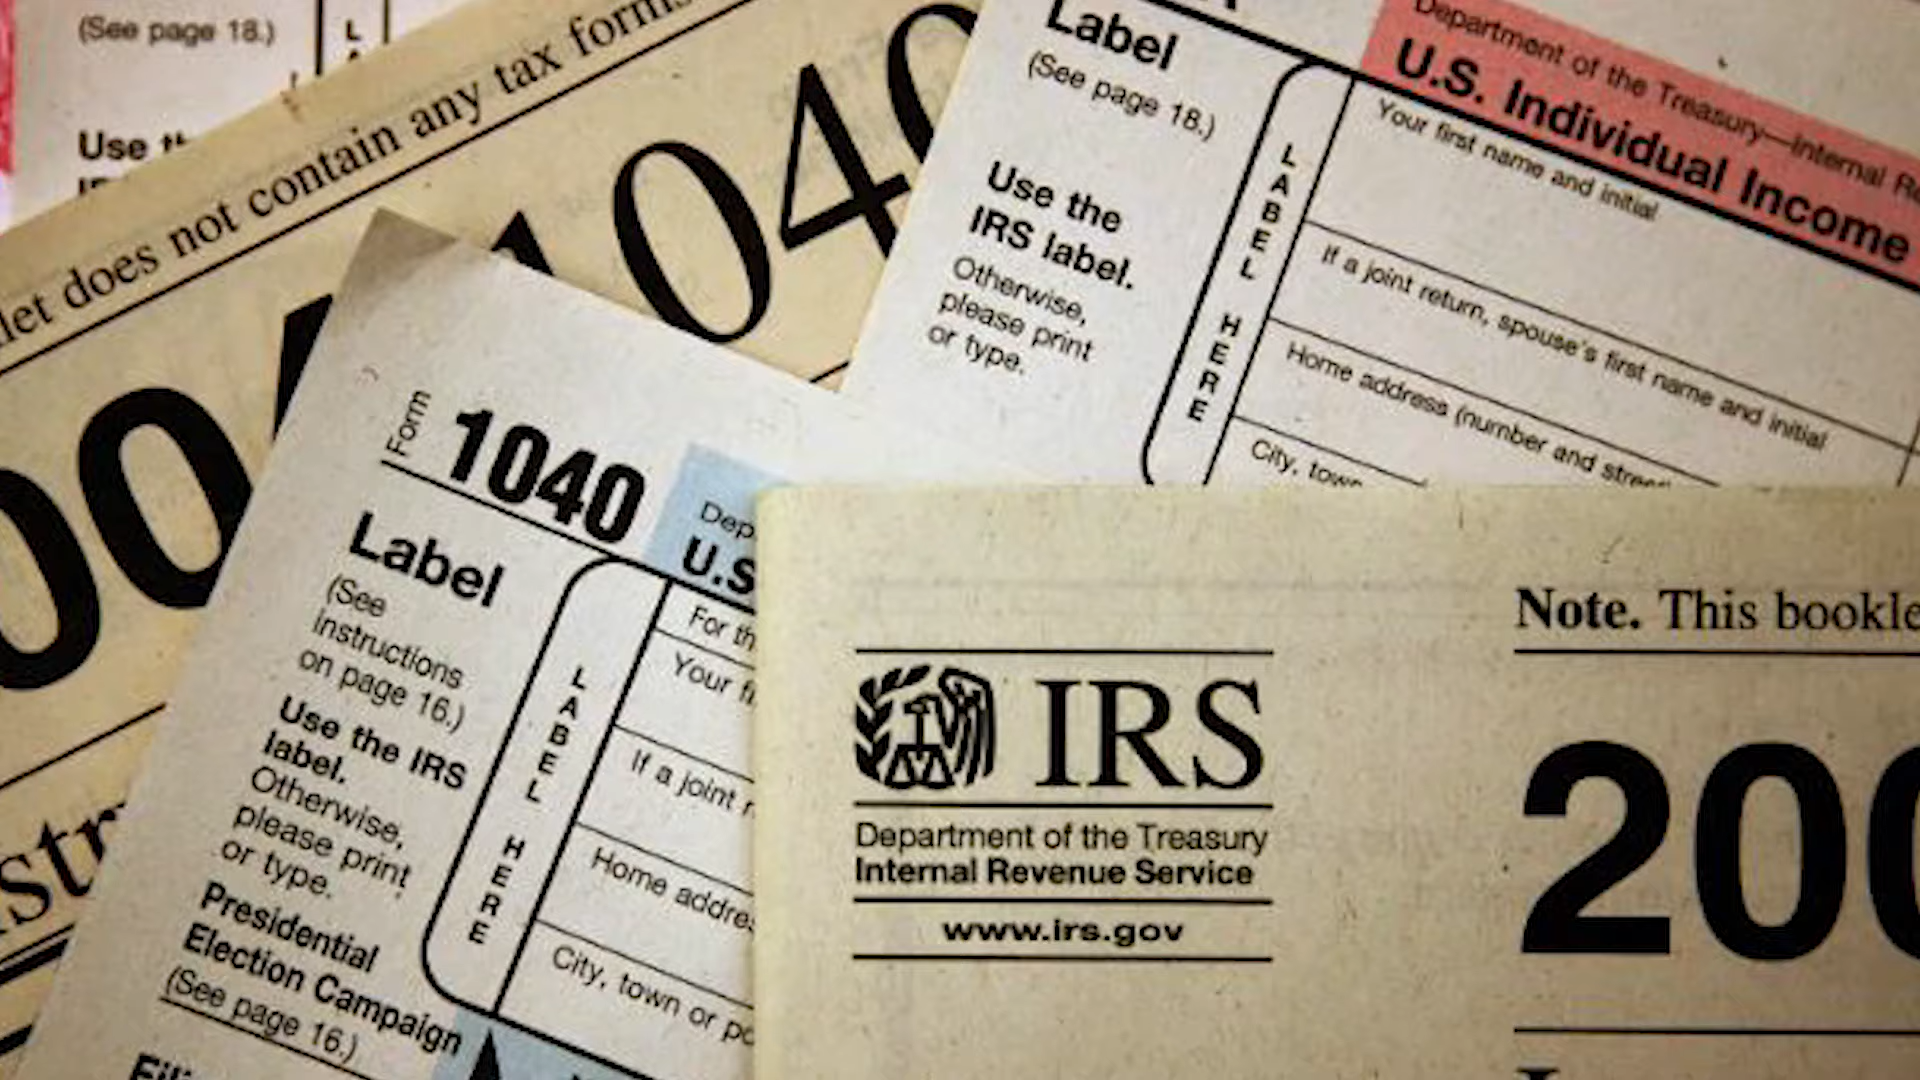 (See page 18.)
L
Use
let does not contain any tax forms
1040
Label
(See page 18.)
Use the
IRS label.
Otherwise,
please print
or type.
LABEL HERE
Department of the Treasury—Internal
U.S. Individual Income
Your first name and initial
If a joint return, spouse's first name and initial
Home address (number and street
City, town
Form 1040
Label
(See
instructions
on page 16.)
Use the IRS
label.
Otherwise,
please print
or type.
Presidential
Election Campaign
(See page 16.)
LABEL HERE
Dep
U.S
For th
Your fi
If a joint r
Home addres
City, town or po
IRS
Department of the Treasury
Internal Revenue Service
www.irs.gov
Note. This bookle
200